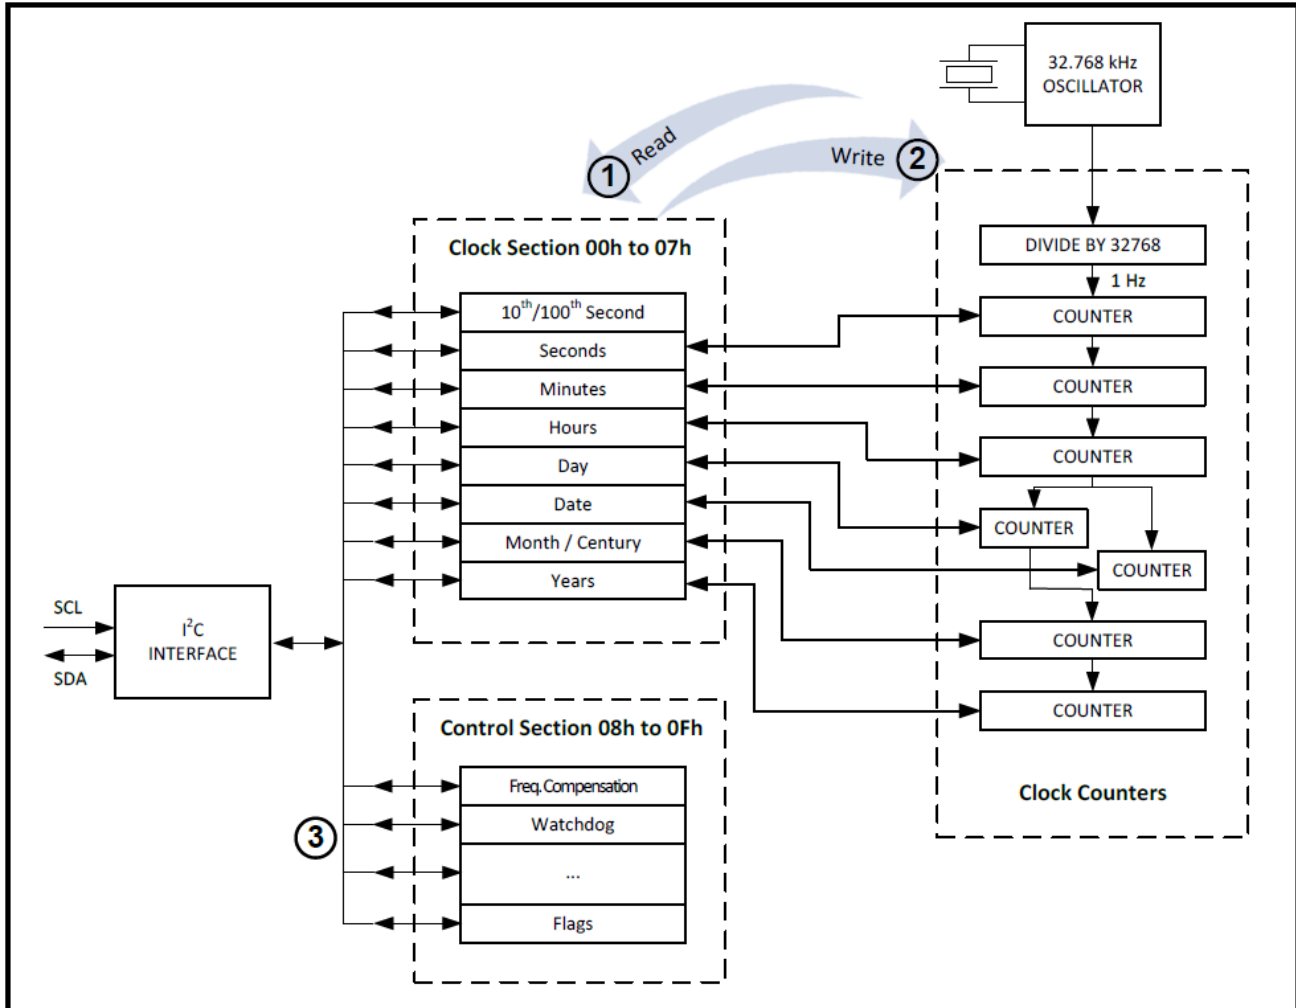 32.768 kHz
OSCILLATOR
1
Read
Write
2
Clock Section 00h to 07h
10th/100th Second
Seconds
Minutes
Hours
Day
Date
Month / Century
Years
DIVIDE BY 32768
1 Hz
COUNTER
COUNTER
COUNTER
COUNTER
COUNTER
COUNTER
COUNTER
Clock Counters
SCL
SDA
I2C
INTERFACE
Control Section 08h to 0Fh
3
Freq.Compensation
Watchdog
...
Flags